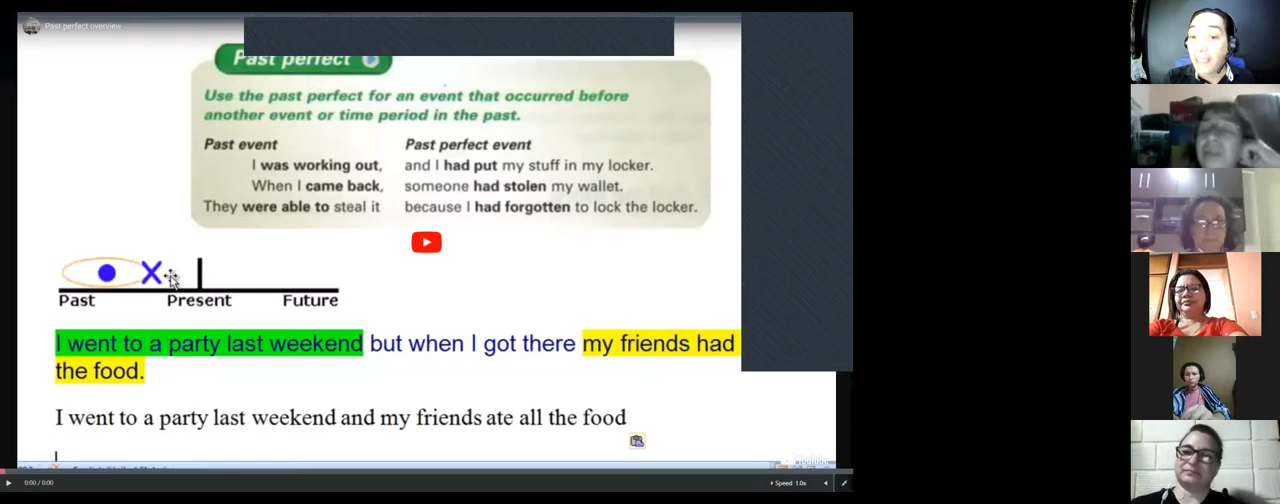 Past perfect overview
Past perfect
Use the past perfect for an event that occurred before
another event or time period in the past.
Past event Past perfect event
I was working out, and I had put my stuff in my locker.
When I came back, someone had stolen my wallet.
They were able to steal it because I had forgotten to lock the locker.
Past Present Future
I went to a party last weekend but when I got there my friends had
the food.
I went to a party last weekend and my friends ate all the food
0:00 / 0:00 Speed 1.0x